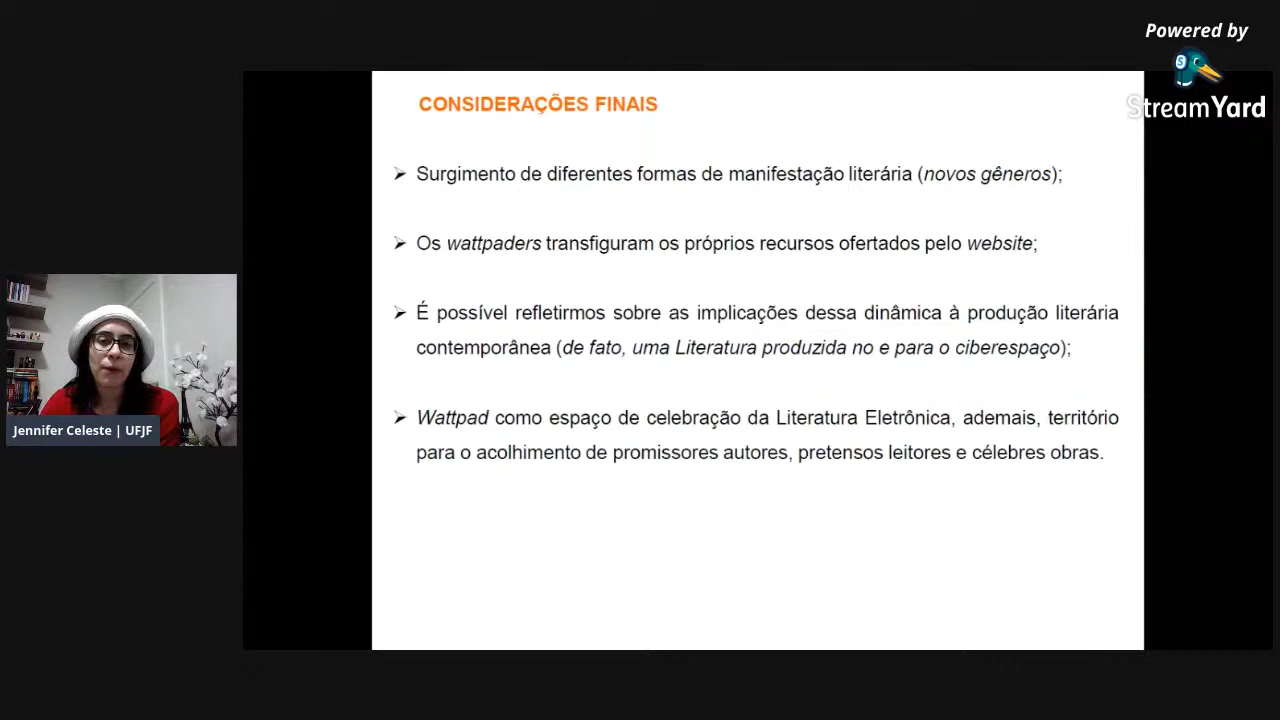 Powered by
StreamYard
CONSIDERAÇÕES FINAIS
➢ Surgimento de diferentes formas de manifestação literária (novos gêneros);
➢ Os wattpaders transfiguram os próprios recursos ofertados pelo website;
➢ É possível refletirmos sobre as implicações dessa dinâmica à produção literária
contemporânea (de fato, uma Literatura produzida no e para o ciberespaço);
➢ Wattpad como espaço de celebração da Literatura Eletrônica, ademais, território
para o acolhimento de promissores autores, pretensos leitores e célebres obras.
Jennifer Celeste | UFJF